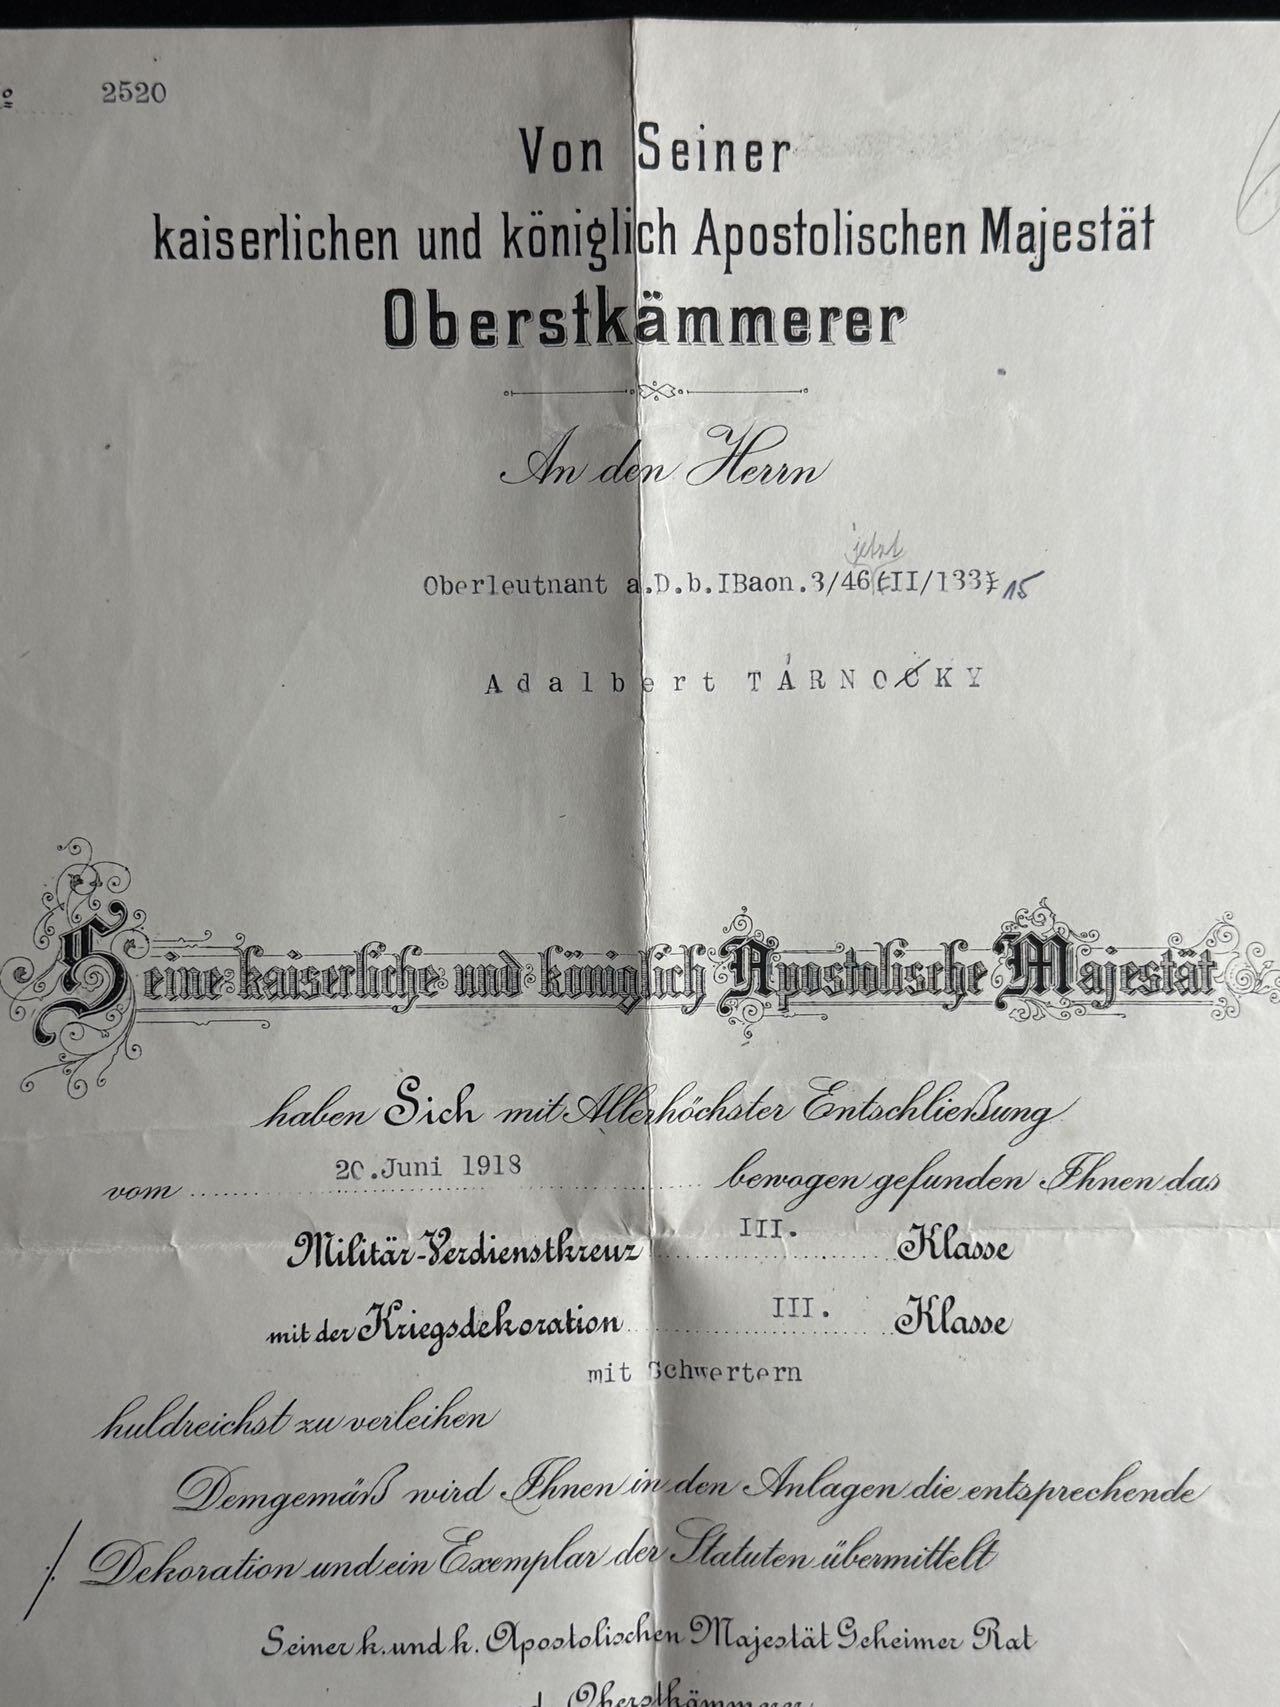 № 2520
Von Seiner
kaiserlichen und königlich Apostolischen Majestät
Oberstkämmerer
An den Herrn
jetzt
Oberleutnant a.D.b.IBaon.3/46(II/133) 15
Adalbert TÁRNOCKY
Seine kaiserliche und königlich Apostolische Majestät
haben Sich mit Allerhöchster Entschließung
vom 20.Juni 1918 bewogen gefunden Ihnen das
Militär-Verdienstkreuz III. Klasse
mit der Kriegsdekoration III. Klasse
mit Schwertern
huldreichst zu verleihen
Demgemäß wird Ihnen in den Anlagen die entsprechende
./ Dekoration und ein Exemplar der Statuten übermittelt
Seiner k. und k. Apostolischen Majestät Geheimer Rat
Oberstkämmerer